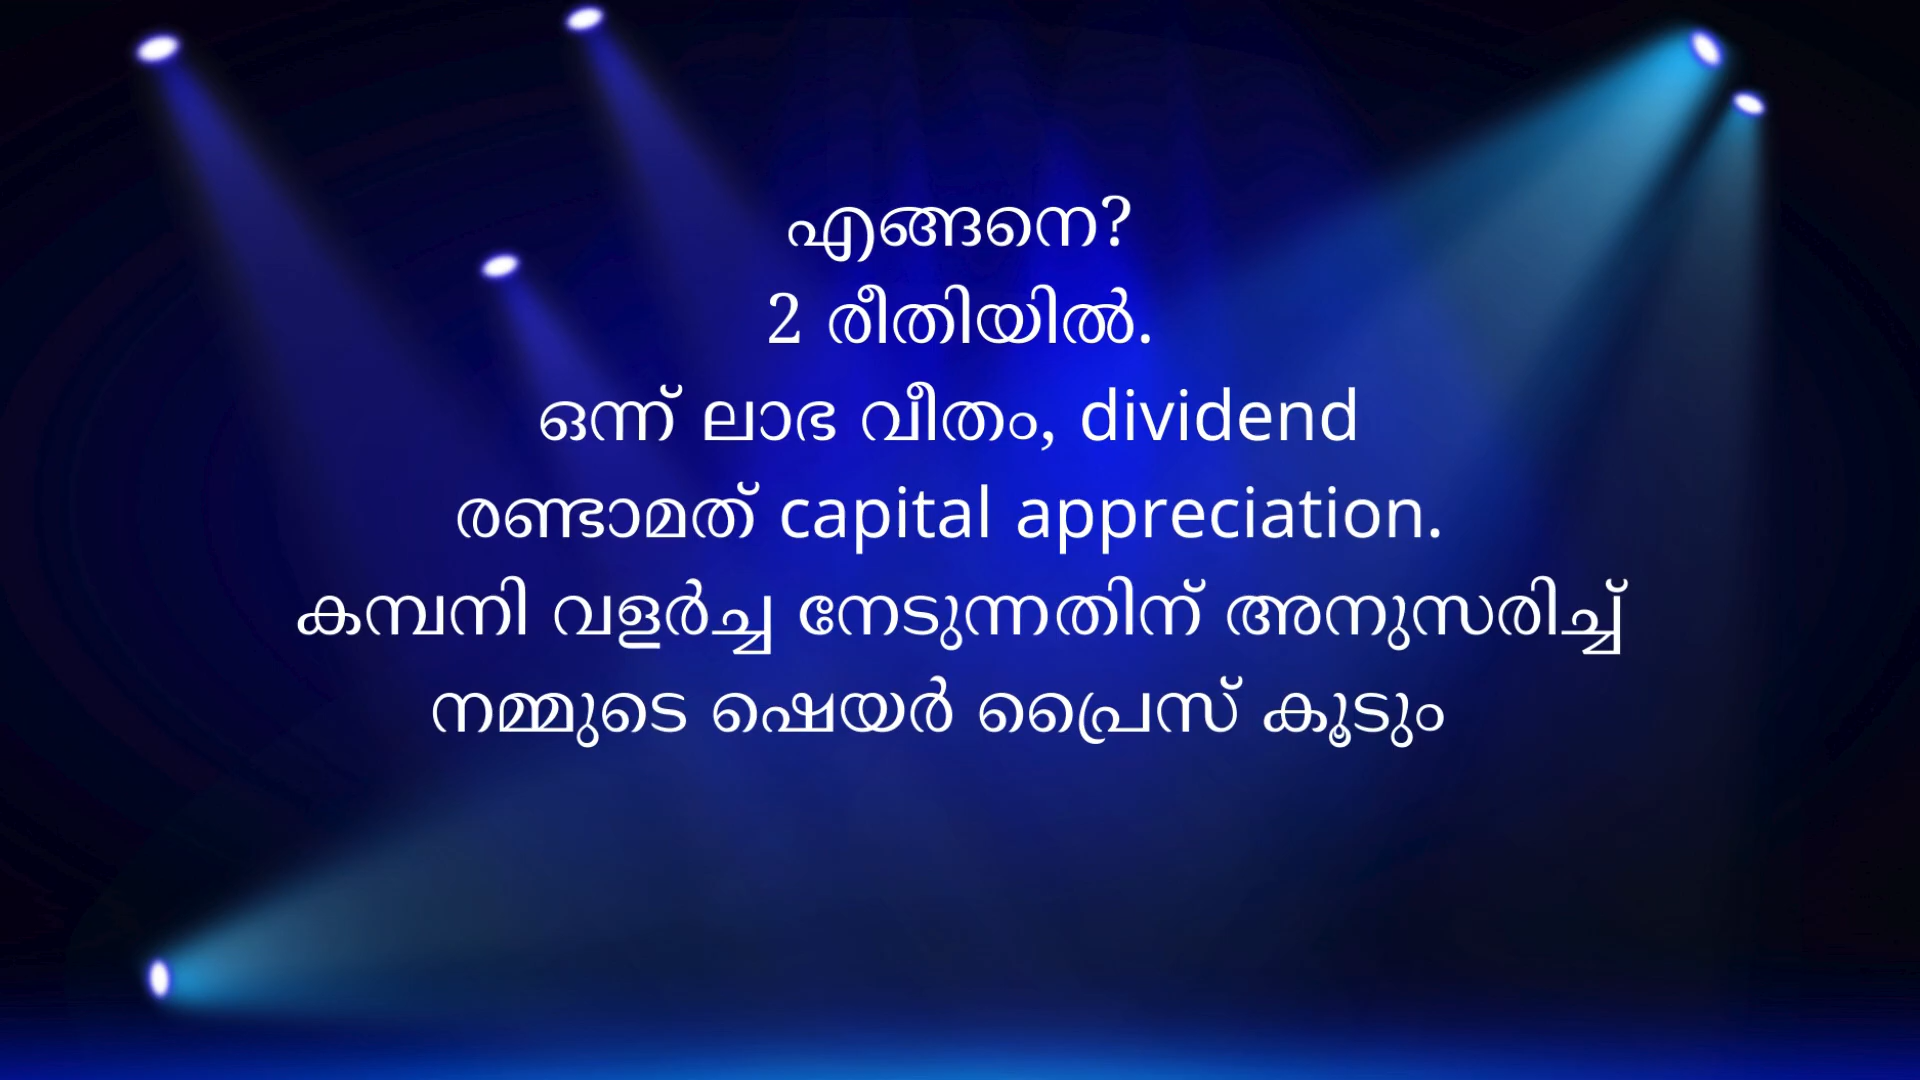 എങ്ങനെ?
2 രീതിയിൽ.
ഒന്ന് ലാഭ വീതം, dividend
രണ്ടാമത് capital appreciation.
കമ്പനി വളർച്ച നേടുന്നതിന് അനുസരിച്ച്
നമ്മുടെ ഷെയർ പ്രൈസ് കൂടും